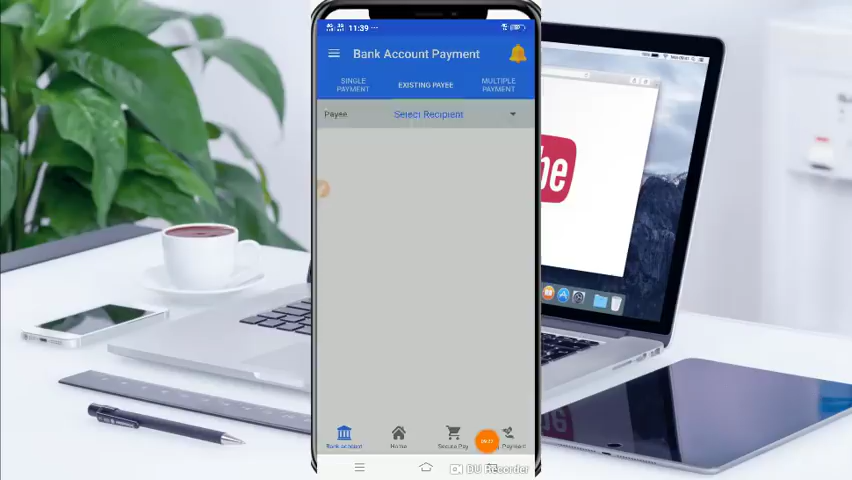 11:39 ...
Bank Account Payment
SINGLE PAYMENT
EXISTING PAYEE
MULTIPLE PAYMENT
Payee
Select Recipient
Bank account
Home
Secure Pay
Payment
DU Recorder
be